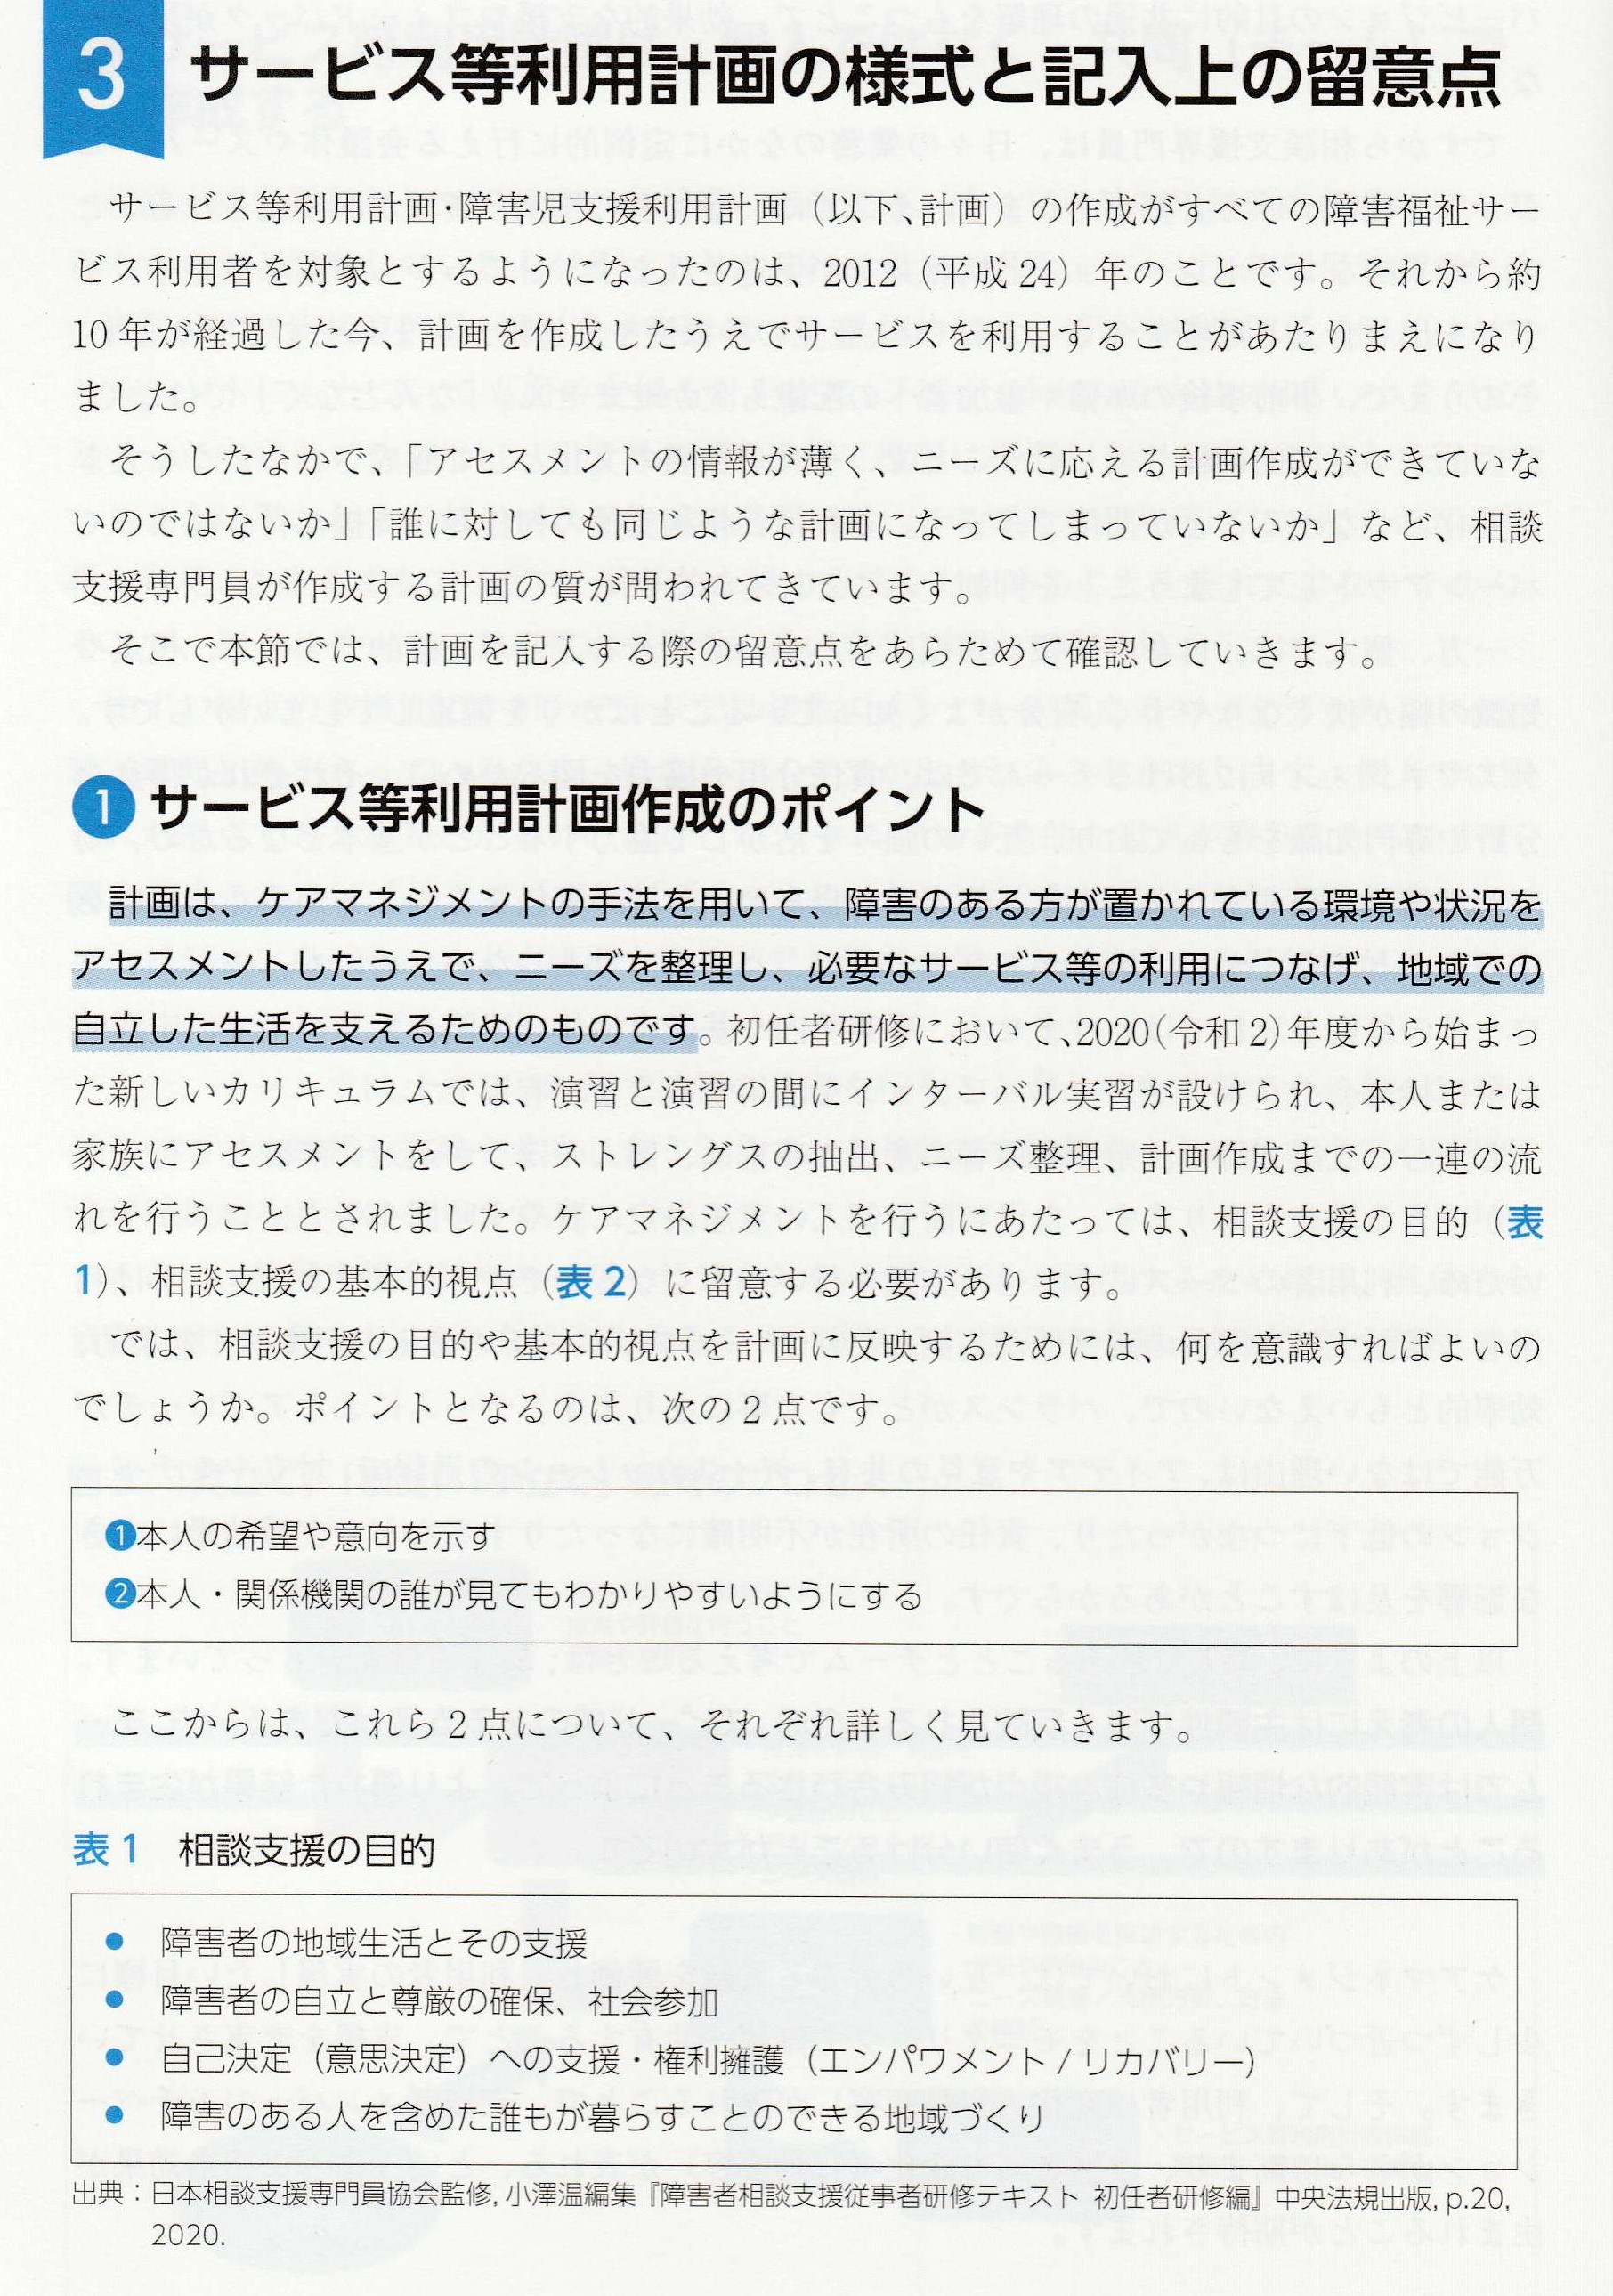 3 サービス等利用計画の様式と記入上の留意点
サービス等利用計画・障害児支援利用計画（以下、計画）の作成がすべての障害福祉サー
ビス利用者を対象とするようになったのは、2012（平成 24）年のことです。それから約
10 年が経過した今、計画を作成したうえでサービスを利用することがあたりまえになり
ました。
そうしたなかで、「アセスメントの情報が薄く、ニーズに応える計画作成ができていな
いのではないか」「誰に対しても同じような計画になってしまっていないか」など、相談
支援専門員が作成する計画の質が問われてきています。
そこで本節では、計画を記入する際の留意点をあらためて確認していきます。
1 サービス等利用計画作成のポイント
計画は、ケアマネジメントの手法を用いて、障害のある方が置かれている環境や状況を
アセスメントしたうえで、ニーズを整理し、必要なサービス等の利用につなげ、地域での
自立した生活を支えるためのものです。初任者研修において、2020（令和 2）年度から始まっ
た新しいカリキュラムでは、演習と演習の間にインターバル実習が設けられ、本人または
家族にアセスメントをして、ストレングスの抽出、ニーズ整理、計画作成までの一連の流
れを行うこととされました。ケアマネジメントを行うにあたっては、相談支援の目的（表
1）、相談支援の基本的視点（表 2）に留意する必要があります。
では、相談支援の目的や基本的視点を計画に反映するためには、何を意識すればよいの
でしょうか。ポイントとなるのは、次の 2 点です。
❶本人の希望や意向を示す
❷本人・関係機関の誰が見てもわかりやすいようにする
ここからは、これら 2 点について、それぞれ詳しく見ていきます。
表 1 相談支援の目的
● 障害者の地域生活とその支援
● 障害者の自立と尊厳の確保、社会参加
● 自己決定（意思決定）への支援・権利擁護（エンパワメント / リカバリー）
● 障害のある人を含めた誰もが暮らすことのできる地域づくり
出典：日本相談支援専門員協会監修, 小澤温編集『障害者相談支援従事者研修テキスト 初任者研修編』中央法規出版, p.20,
2020.